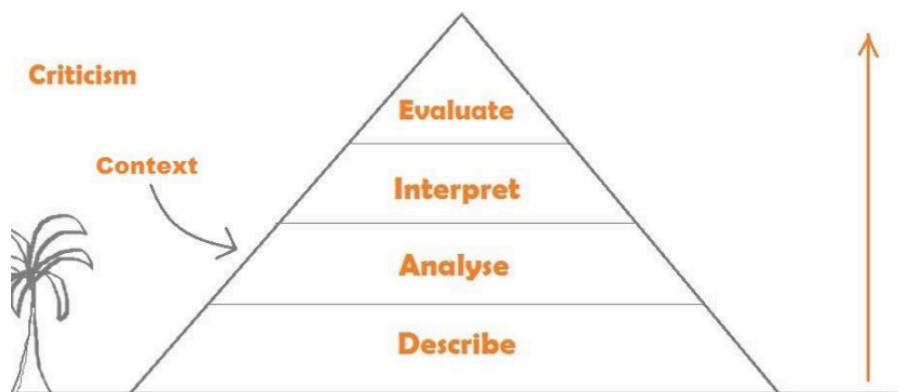 Criticism
Evaluate
Context
Interpret
Analyse
Describe